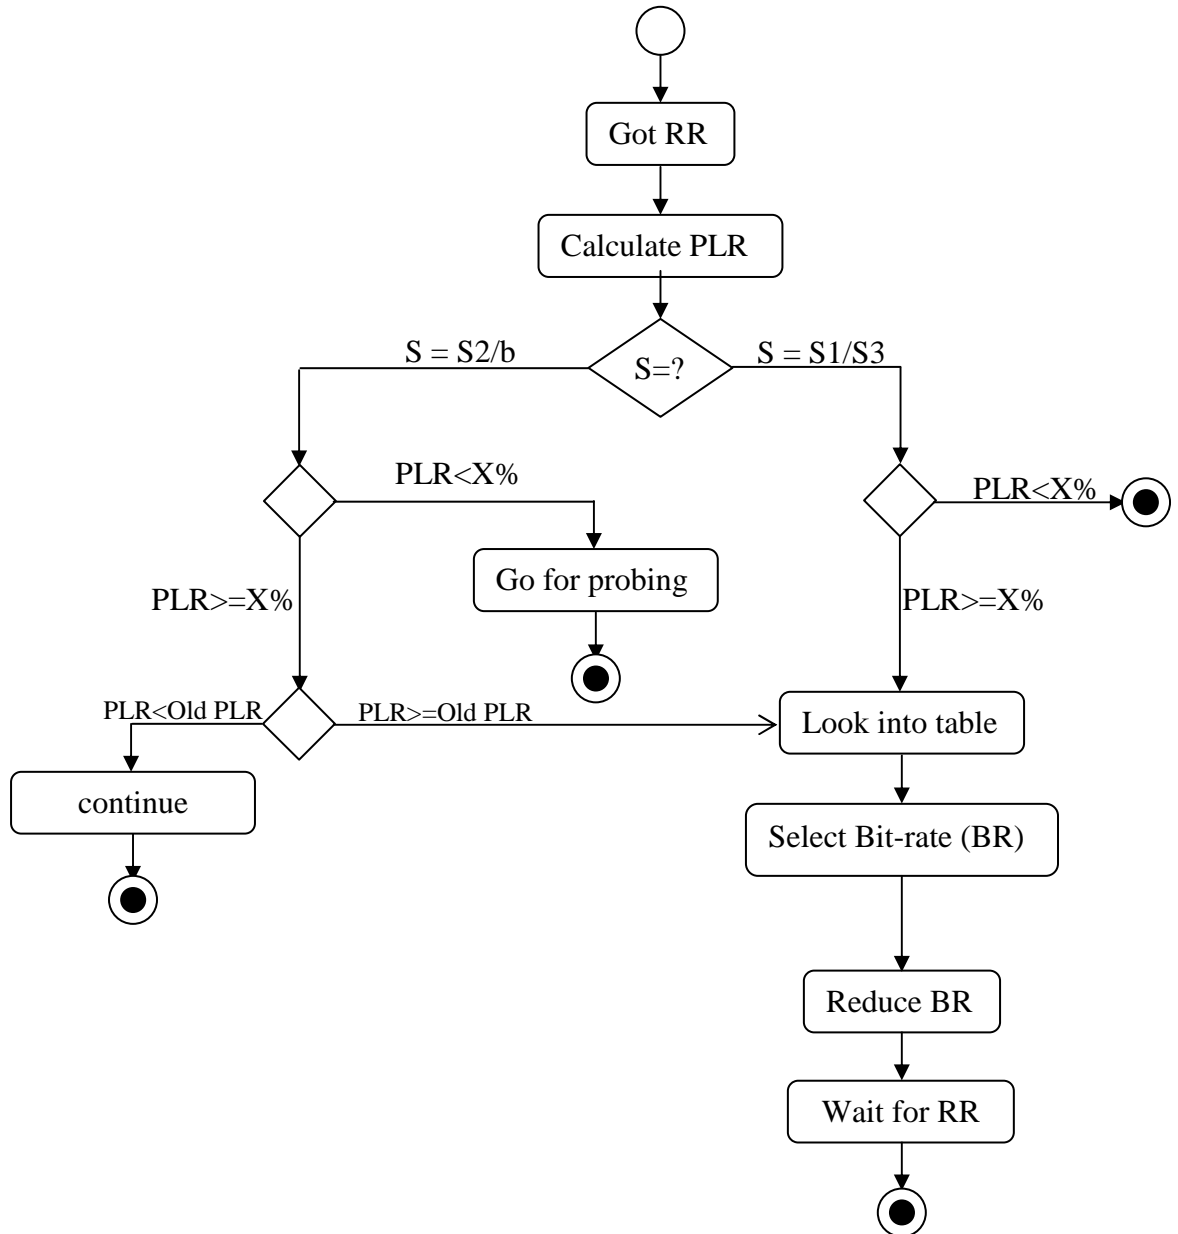 Got RR
Calculate PLR
S = S2/b
S=?
S = S1/S3
PLR<X%
PLR<X%
Go for probing
PLR>=X%
PLR>=X%
PLR<Old PLR
PLR>=Old PLR
Look into table
continue
Select Bit-rate (BR)
Reduce BR
Wait for RR